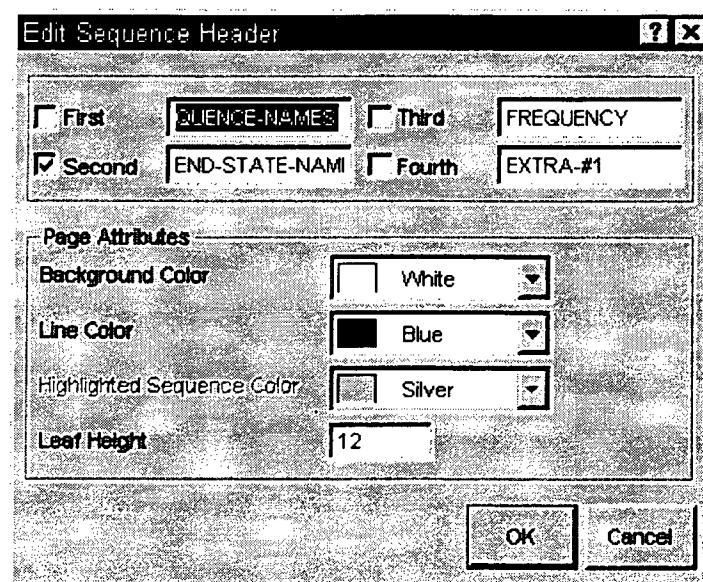 Edit Sequence Header
First QUENCE-NAMES Third FREQUENCY
Second END-STATE-NAMI Fourth EXTRA-#1
Page Attributes
Background Color White
Line Color Blue
Highlighted Sequence Color Silver
Leaf Height 12
OK Cancel